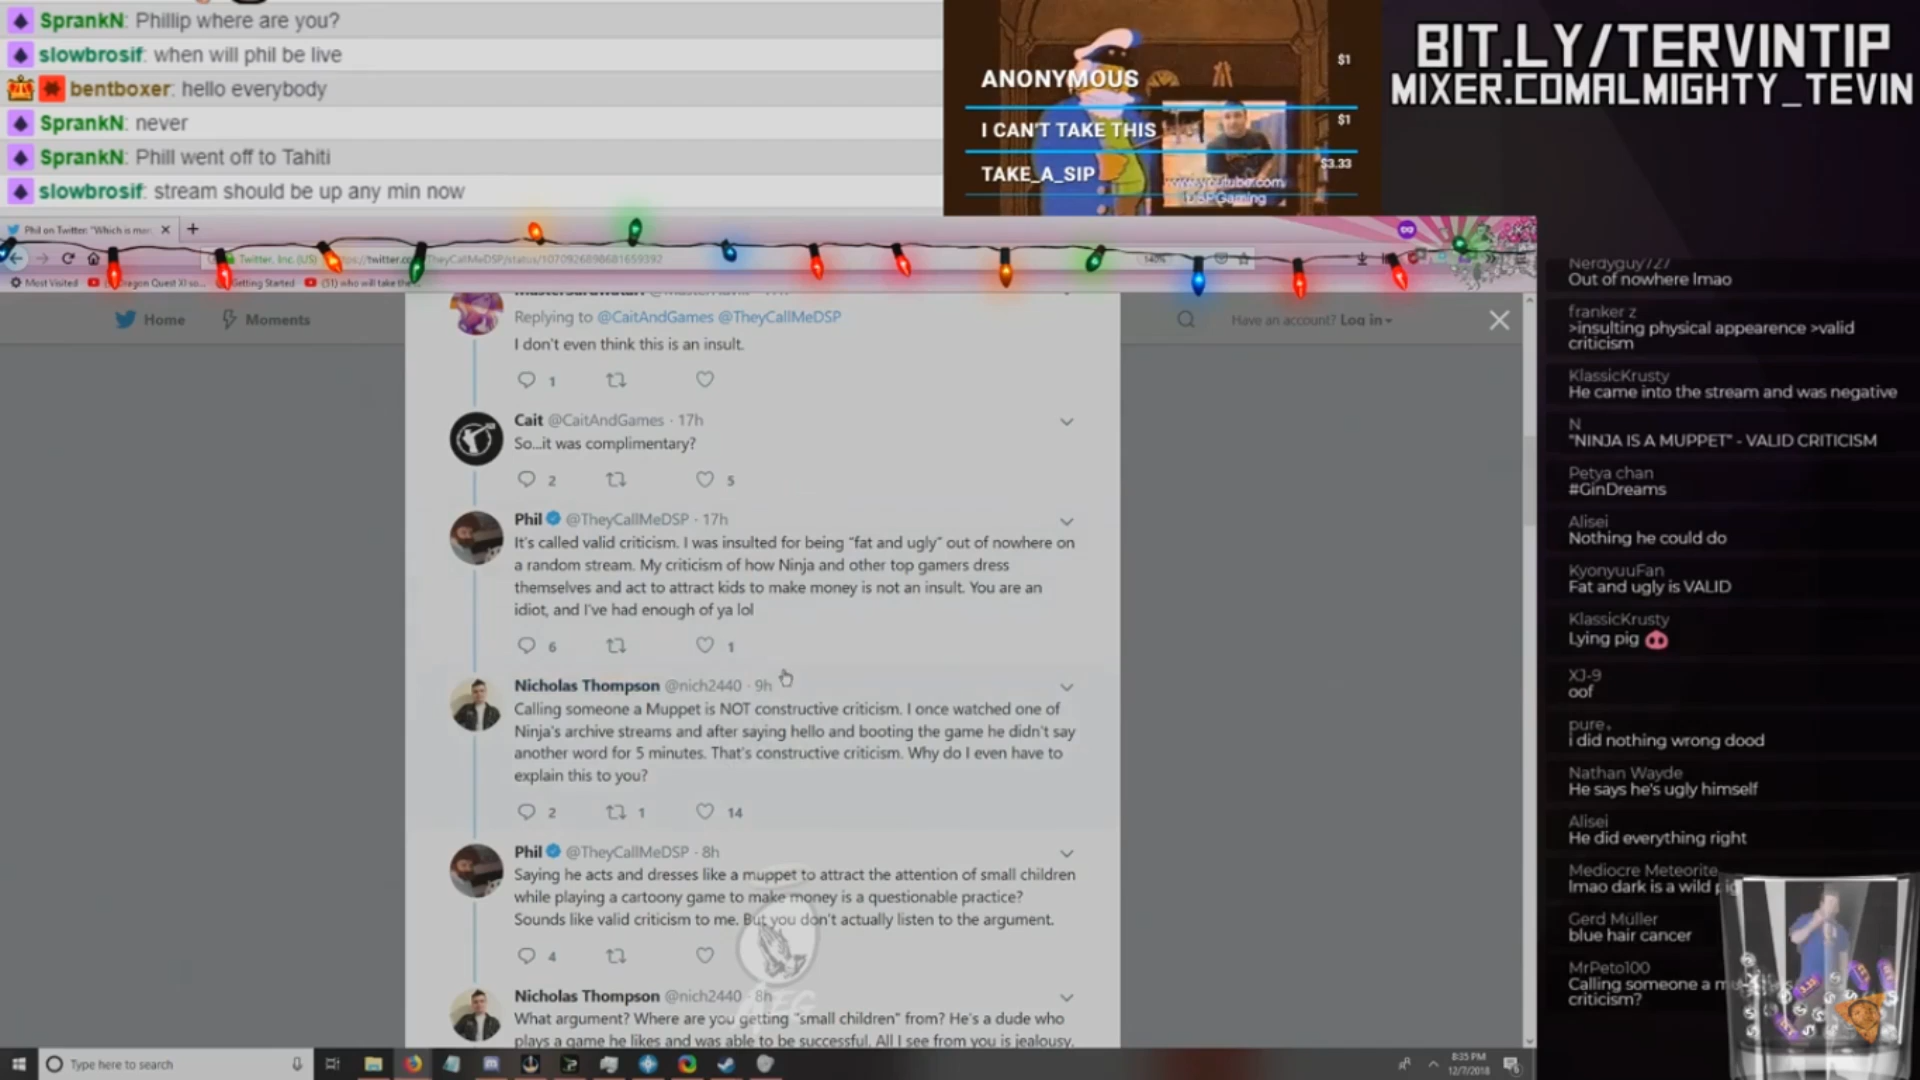 SprankN: Phillip where are you?
slowbrosif: when will phil be live
bentboxer: hello everybody
SprankN: never
SprankN: Phill went off to Tahiti
slowbrosif: stream should be up any min now
ANONYMOUS $1
I CAN'T TAKE THIS $1
TAKE_A_SIP $3.33
www.youtube.com/
DSPGaming
BIT.LY/TERVINTIP
MIXER.COMALMIGHTY_TEVIN
Phil on Twitter: "Which is mor
Twitter, Inc. (US)
TheyCallMeDSP/status/1070926898681659392
140%
Most Visited
Dragon Quest XI so...
Getting Started
(51) who will take the
Home
Moments
Have an account? Log in
Replying to @CaitAndGames @TheyCallMeDSP
I don't even think this is an insult.
1
Cait @CaitAndGames · 17h
So...it was complimentary?
2 5
Phil @TheyCallMeDSP · 17h
It's called valid criticism. I was insulted for being "fat and ugly" out of nowhere on
a random stream. My criticism of how Ninja and other top gamers dress
themselves and act to attract kids to make money is not an insult. You are an
idiot, and I've had enough of ya lol
6 1
Nicholas Thompson @nich2440 · 9h
Calling someone a Muppet is NOT constructive criticism. I once watched one of
Ninja's archive streams and after saying hello and booting the game he didn't say
another word for 5 minutes. That's constructive criticism. Why do I even have to
explain this to you?
2 1 14
Phil @TheyCallMeDSP · 8h
Saying he acts and dresses like a muppet to attract the attention of small children
while playing a cartoony game to make money is a questionable practice?
Sounds like valid criticism to me. But you don't actually listen to the argument.
4
Nicholas Thompson @nich2440 · 8h
What argument? Where are you getting "small children" from? He's a dude who
plays a game he likes and was able to be successful. All I see from you is jealousy.
Nerdyguy727
Out of nowhere lmao
franker z
>insulting physical appearence >valid
criticism
KlassicKrusty
He came into the stream and was negative
N
"NINJA IS A MUPPET" - VALID CRITICISM
Petya chan
#GinDreams
Alisei
Nothing he could do
KyonyuuFan
Fat and ugly is VALID
KlassicKrusty
Lying pig
XJ-9
oof
pure.
i did nothing wrong dood
Nathan Wayde
He says he's ugly himself
Alisei
He did everything right
Mediocre Meteorite
lmao dark is a wild
Gerd Müller
blue hair cancer
MrPeto100
Calling someone a
criticism?
Type here to search
8:35 PM
12/7/2018